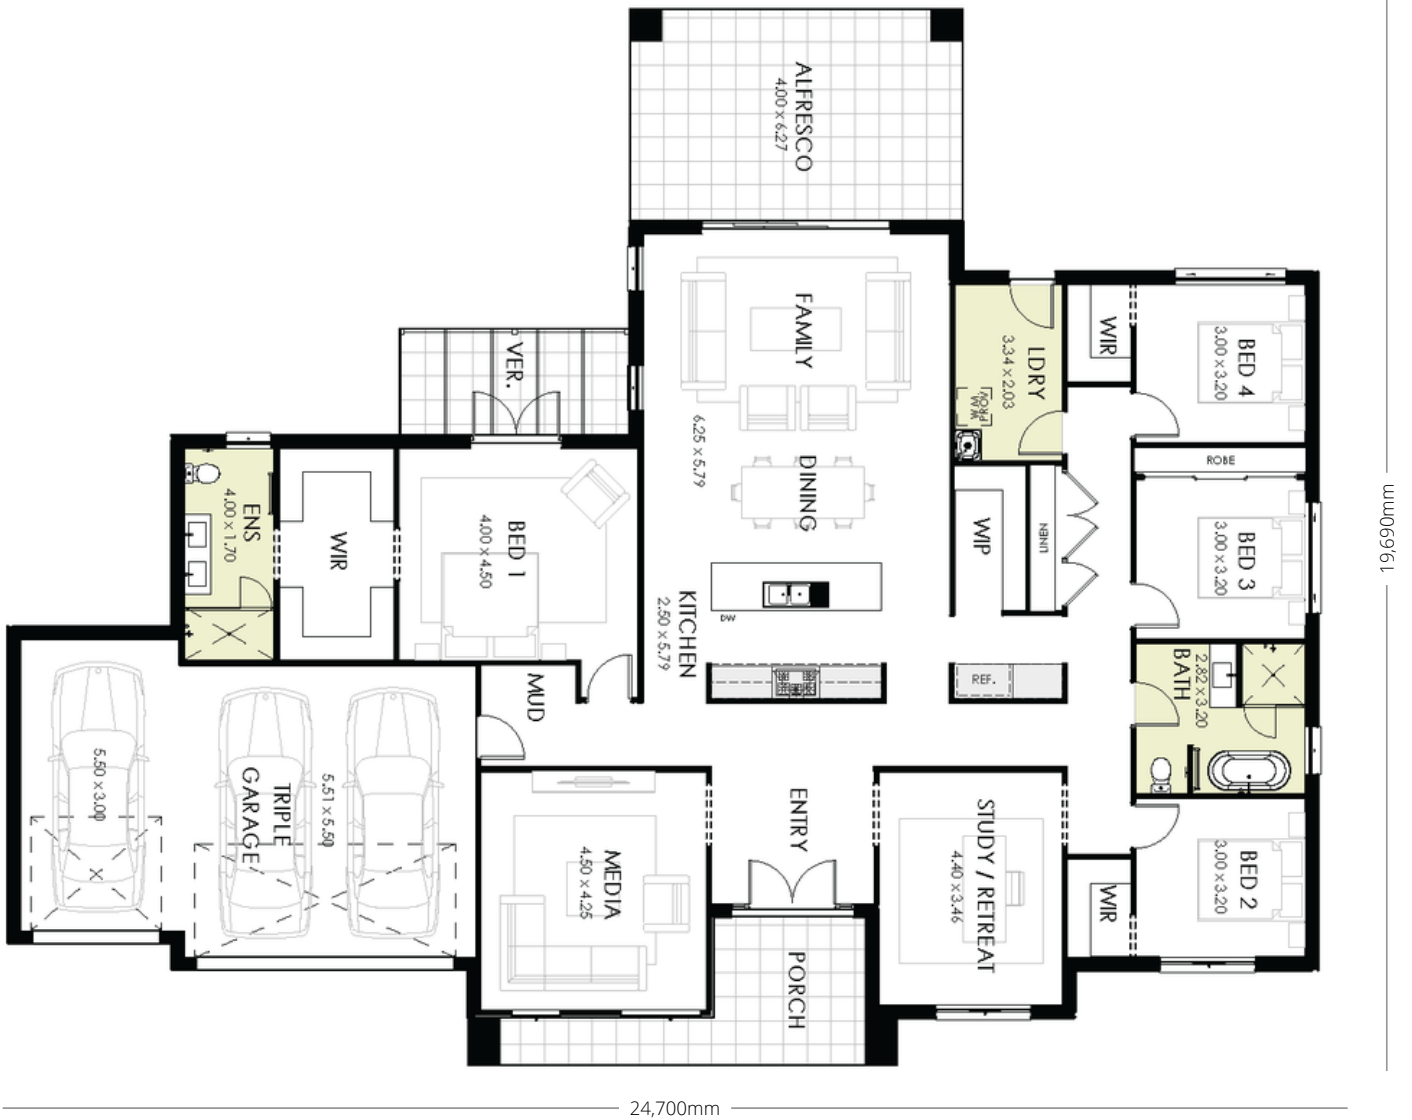 ALFRESCO
4.00 x 6.27
FAMILY
6.25 x 5.79
DINING
KITCHEN
2.50 x 5.79
DW
LDRY
3.34 x 2.03
W.M
PROV.
WIR
BED 4
3.00 x 3.20
ROBE
BED 3
3.00 x 3.20
WIP
LINEN
REF.
BATH
2.82 x 3.20
BED 2
3.00 x 3.20
WIR
STUDY / RETREAT
4.40 x 3.46
ENTRY
PORCH
MEDIA
4.50 x 4.25
MUD
VER.
BED 1
4.00 x 4.50
WIR
ENS
4.00 x 1.70
TRIPLE
GARAGE
5.51 x 5.50
5.50 x 3.00
19,690mm
24,700mm